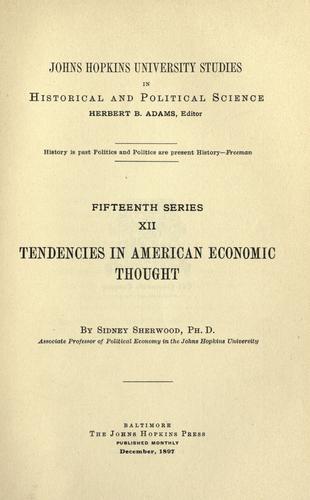 JOHNS HOPKINS UNIVERSITY STUDIES
IN
HISTORICAL AND POLITICAL SCIENCE
HERBERT B. ADAMS, Editor
History is past Politics and Politics are present History—Freeman
FIFTEENTH SERIES
XII
TENDENCIES IN AMERICAN ECONOMIC
THOUGHT
BY SIDNEY SHERWOOD, PH. D.
Associate Professor of Political Economy in the Johns Hopkins University
BALTIMORE
THE JOHNS HOPKINS PRESS
PUBLISHED MONTHLY
December, 1897